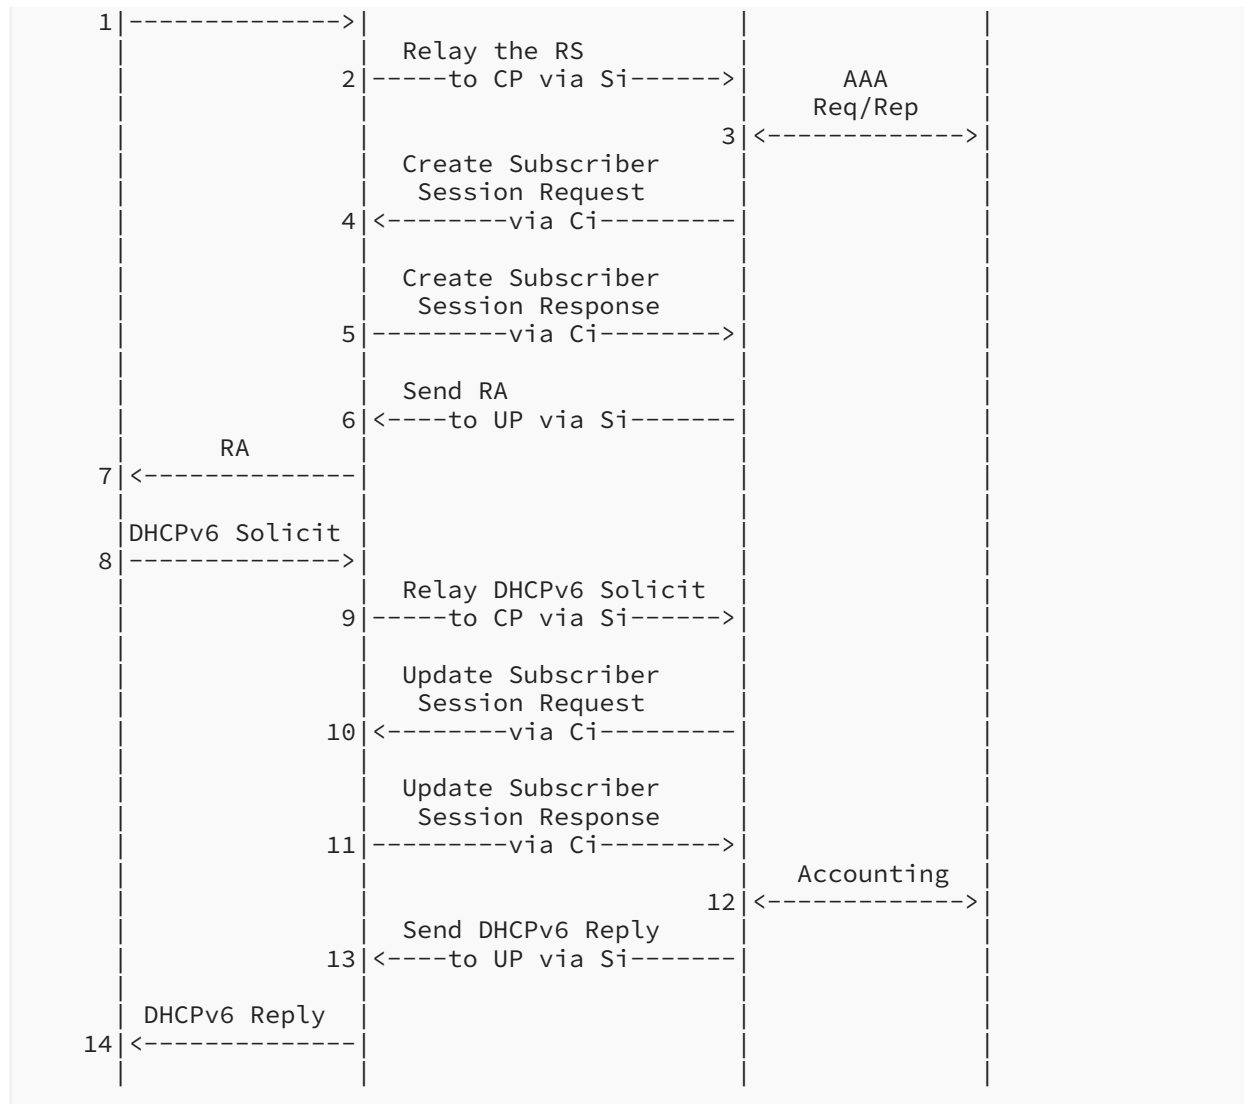 1|-------------->|
Relay the RS
2|-----to CP via Si------>| AAA
Req/Rep
3|<------------->|
Create Subscriber
Session Request
4|<--------via Ci---------|
Create Subscriber
Session Response
5|---------via Ci-------->|
Send RA
6|<----to UP via Si-------|
RA
7|<--------------|
DHCPv6 Solicit
8|-------------->|
Relay DHCPv6 Solicit
9|-----to CP via Si------>|
Update Subscriber
Session Request
10|<--------via Ci---------|
Update Subscriber
Session Response
11|---------via Ci-------->|
Accounting
12|<------------->|
Send DHCPv6 Reply
13|<----to UP via Si-------|
DHCPv6 Reply
14|<--------------|